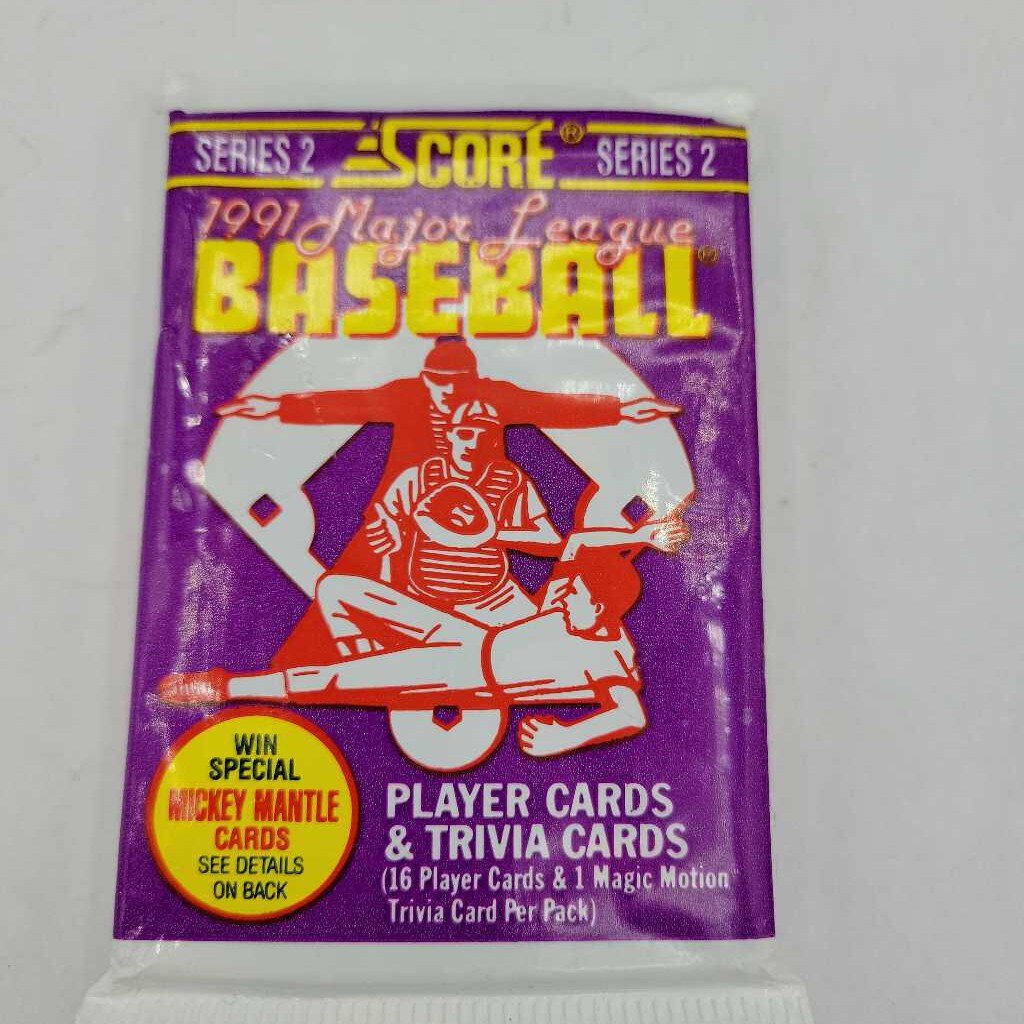 SERIES 2 SCORE® SERIES 2
1991 Major League
BASEBALL®
WIN
SPECIAL
MICKEY MANTLE
CARDS
SEE DETAILS
ON BACK
PLAYER CARDS
& TRIVIA CARDS
(16 Player Cards & 1 Magic Motion
Trivia Card Per Pack)